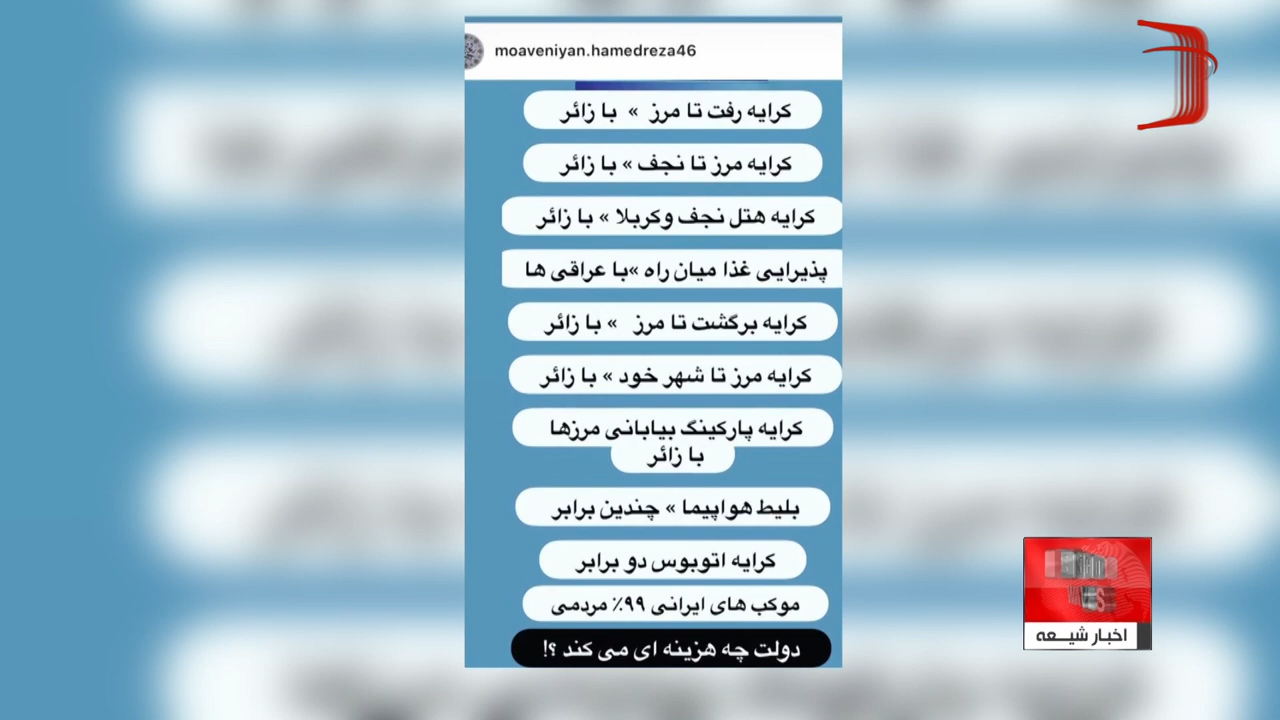 moaveniyan.hamedreza46
کرایه رفت تا مرز » با زائر
کرایه مرز تا نجف » با زائر
کرایه هتل نجف وکربلا » با زائر
پذیرایی غذا میان راه »با عراقی ها
کرایه برگشت تا مرز » با زائر
کرایه مرز تا شهر خود » با زائر
کرایه پارکینگ بیابانی مرزها
با زائر
بلیط هواپیما » چندین برابر
کرایه اتوبوس دو برابر
موکب های ایرانی ۹۹٪ مردمی
دولت چه هزینه ای می کند ؟!
اخبار شیعه